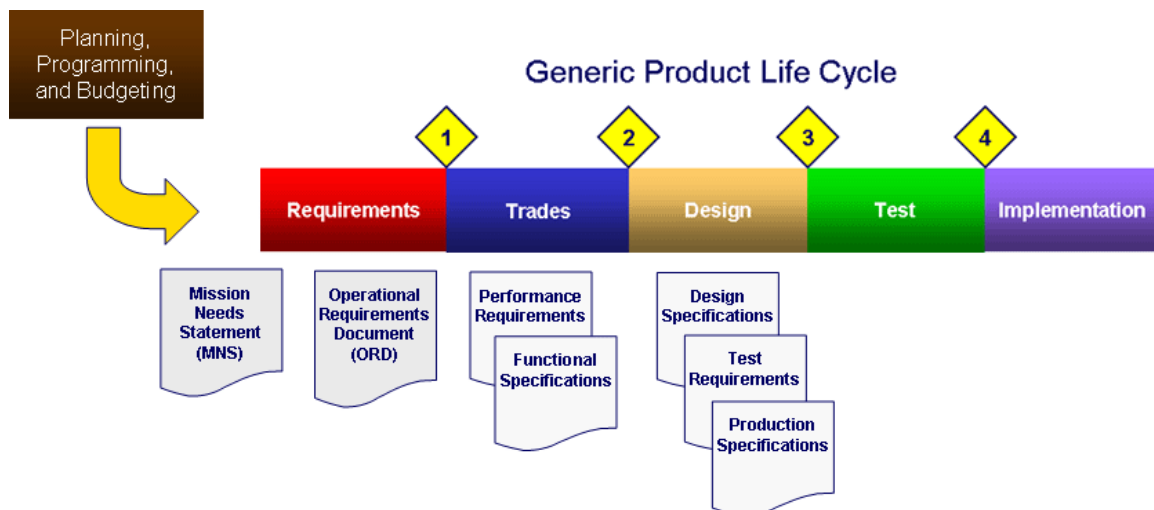 Planning,
Programming,
and Budgeting
Generic Product Life Cycle
1
2
3
4
Requirements
Trades
Design
Test
Implementation
Mission
Needs
Statement
(MNS)
Operational
Requirements
Document
(ORD)
Performance
Requirements
Functional
Specifications
Design
Specifications
Test
Requirements
Production
Specifications